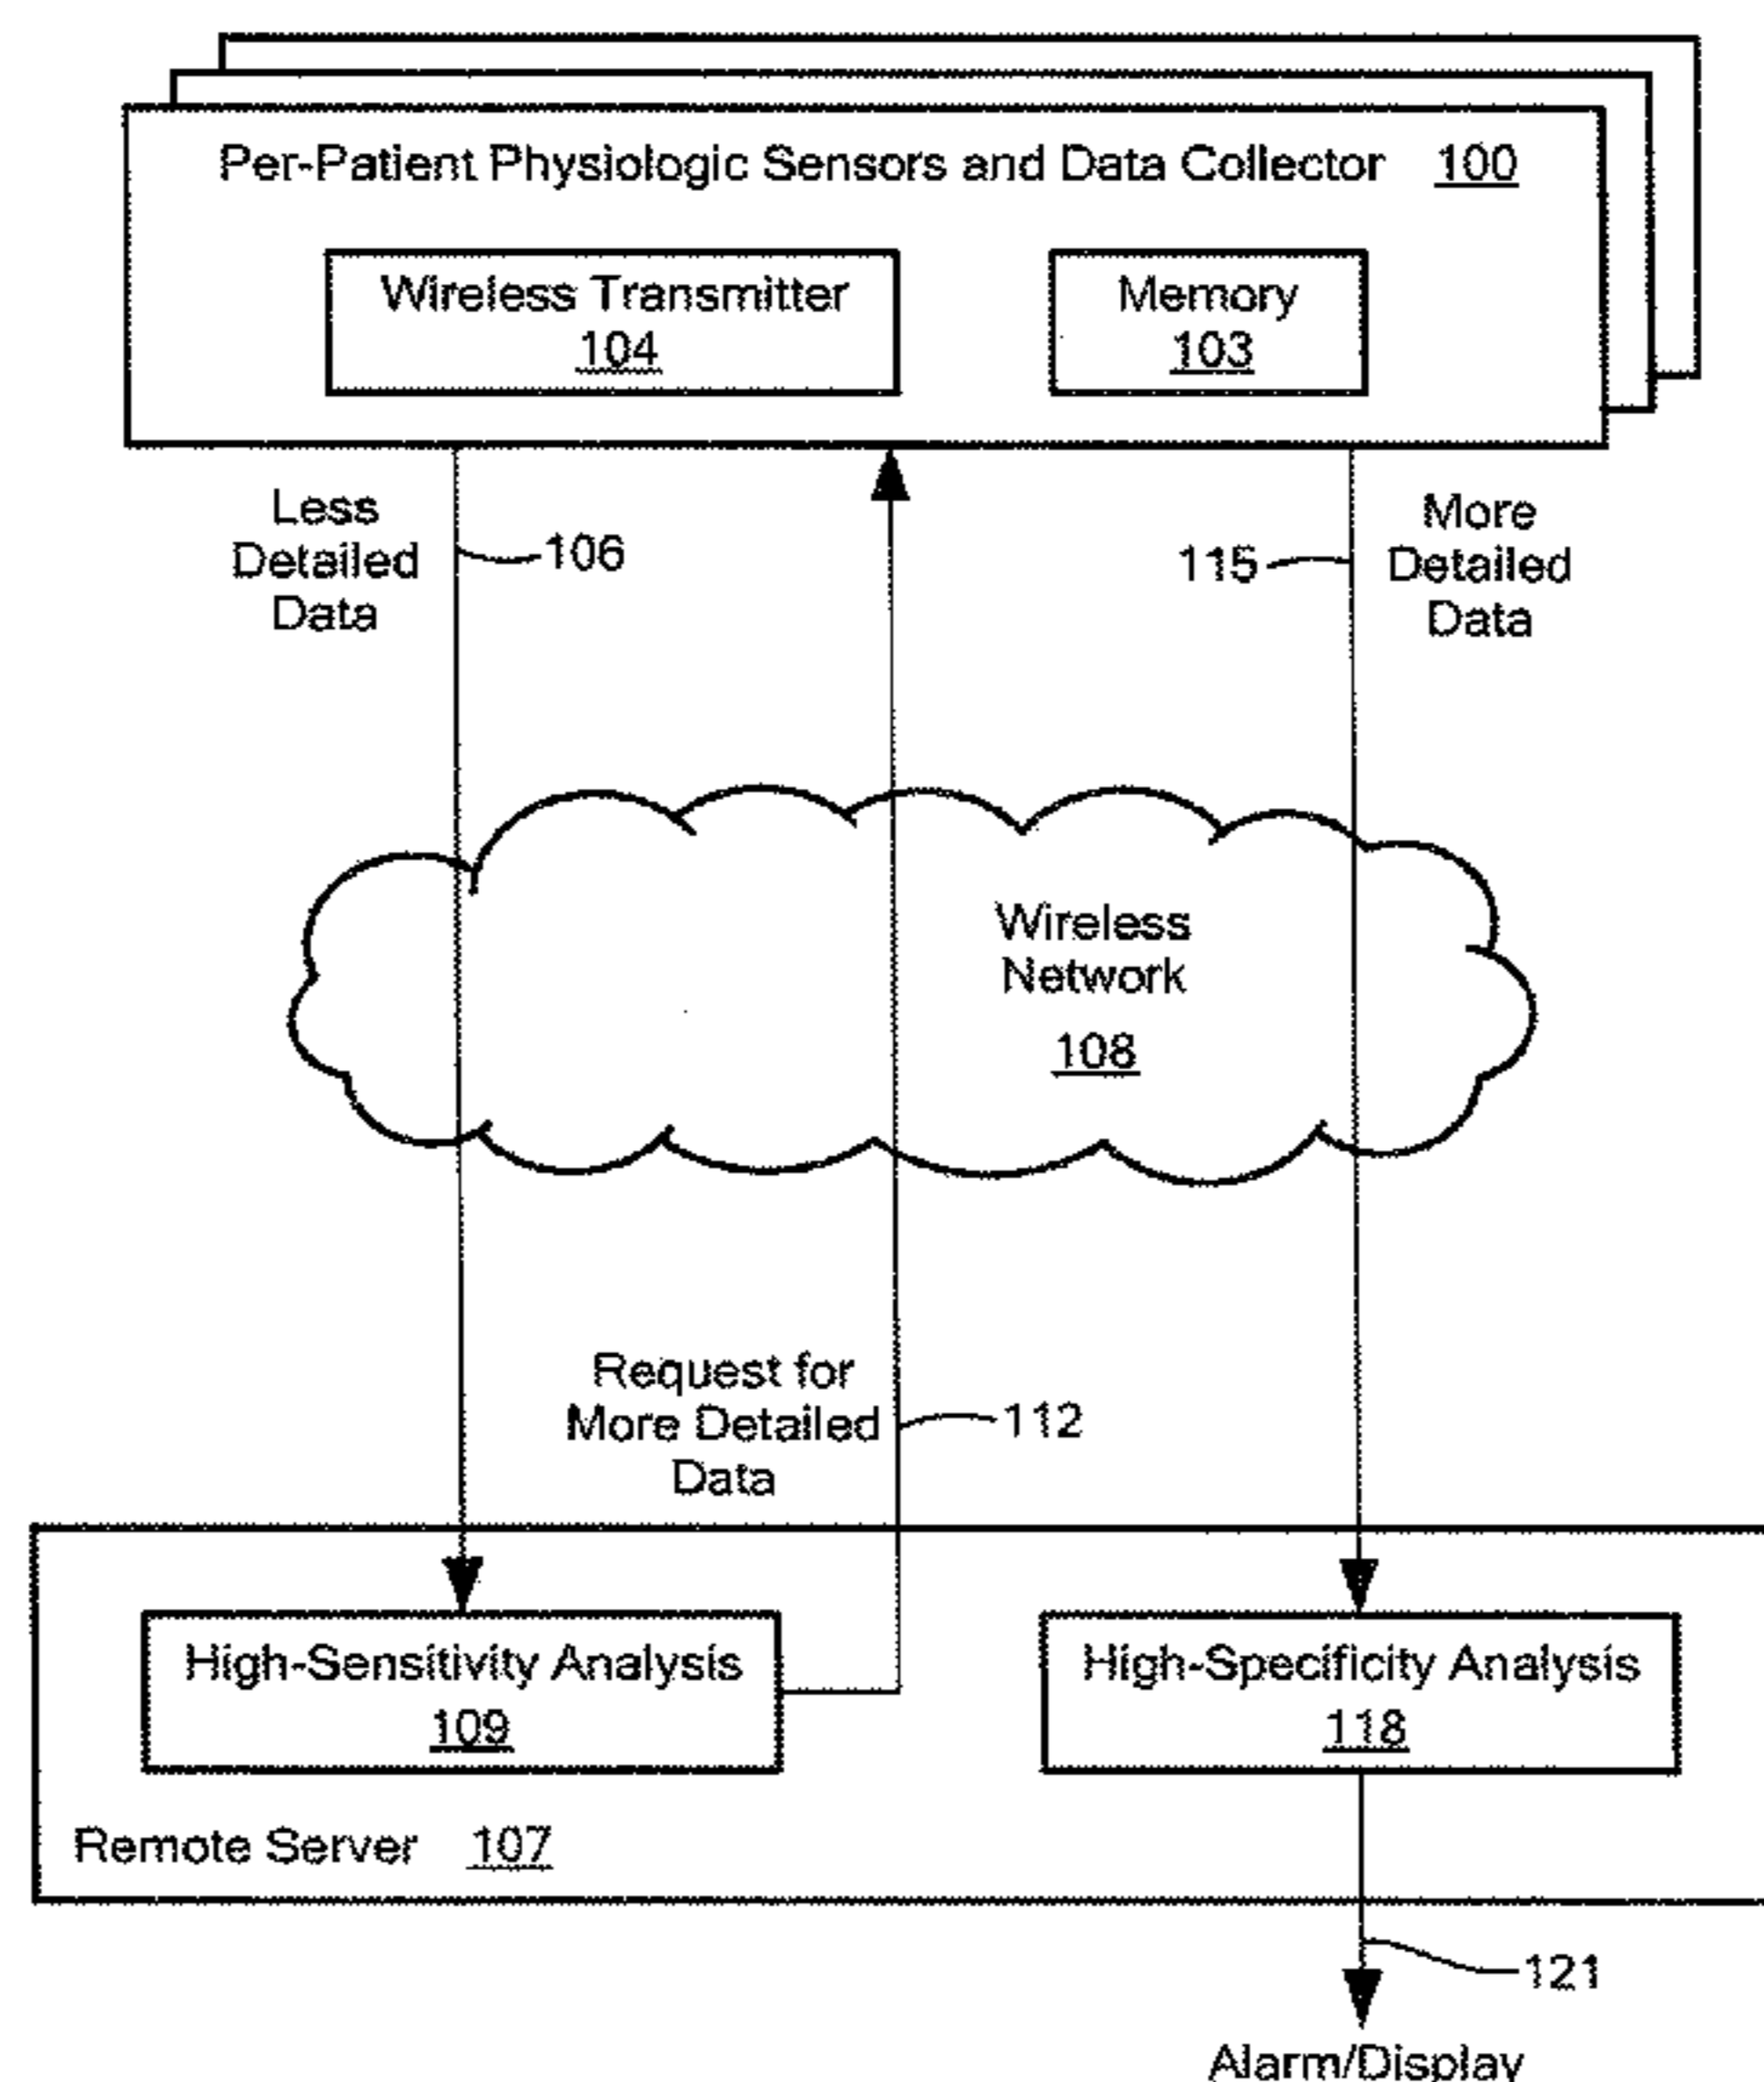 Per-Patient Physiologic Sensors and Data Collector 100
Wireless Transmitter
104
Memory
103
Less
Detailed
Data
106
115
More
Detailed
Data
Wireless
Network
108
Request for
More Detailed
Data
112
High-Sensitivity Analysis
109
High-Specificity Analysis
118
Remote Server 107
121
Alarm/Display